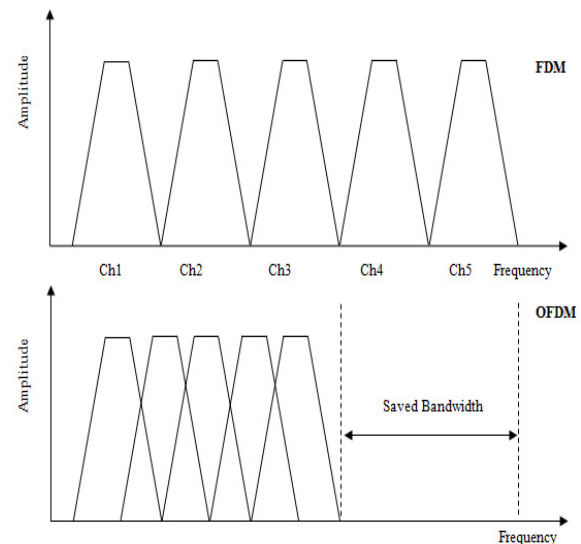 Amplitude
FDM
Ch1 Ch2 Ch3 Ch4 Ch5 Frequency
Amplitude
OFDM
Saved Bandwidth
Frequency